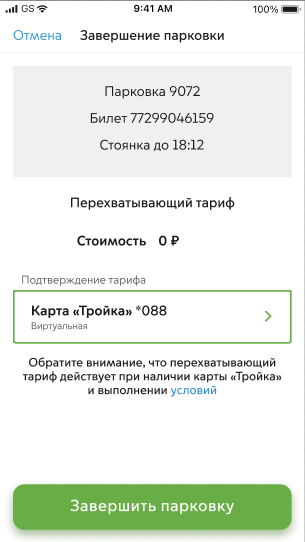 GS 9:41 AM 100%
Отмена Завершение парковки
Парковка 9072
Билет 77299046159
Стоянка до 18:12
Перехватывающий тариф
Стоимость 0 ₽
Подтверждение тарифа
Карта «Тройка» *088
Виртуальная
Обратите внимание, что перехватывающий
тариф действует при наличии карты «Тройка»
и выполнении условий
Завершить парковку